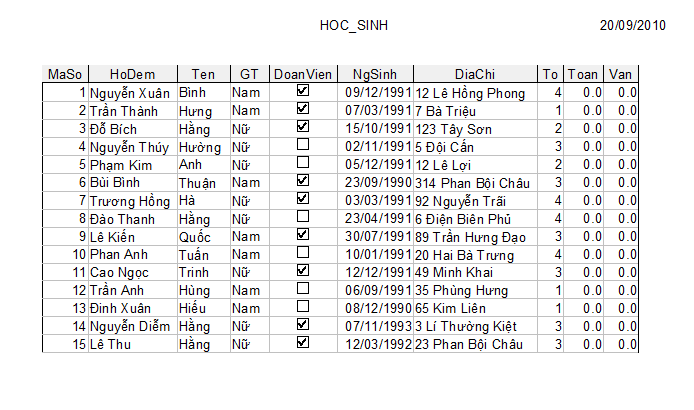 HOC_SINH 20/09/2010
MaSo HoDem Ten GT DoanVien NgSinh DiaChi To Toan Van
1 Nguyễn Xuân Bình Nam 09/12/1991 12 Lê Hồng Phong 4 0.0 0.0
2 Trần Thành Hưng Nam 07/03/1991 7 Bà Triệu 1 0.0 0.0
3 Đỗ Bích Hằng Nữ 15/10/1991 123 Tây Sơn 2 0.0 0.0
4 Nguyễn Thúy Hường Nữ 02/11/1991 5 Đội Cấn 3 0.0 0.0
5 Phạm Kim Anh Nữ 05/12/1991 12 Lê Lợi 2 0.0 0.0
6 Bùi Bình Thuận Nam 23/09/1990 314 Phan Bội Châu 3 0.0 0.0
7 Trương Hồng Hà Nữ 03/03/1991 92 Nguyễn Trãi 4 0.0 0.0
8 Đào Thanh Hằng Nữ 23/04/1991 6 Điện Biên Phủ 4 0.0 0.0
9 Lê Kiến Quốc Nam 30/07/1991 89 Trần Hưng Đạo 3 0.0 0.0
10 Phan Anh Tuấn Nam 10/01/1991 20 Hai Bà Trưng 4 0.0 0.0
11 Cao Ngọc Trinh Nữ 12/12/1991 49 Minh Khai 3 0.0 0.0
12 Trần Anh Hùng Nam 06/09/1991 35 Phùng Hưng 1 0.0 0.0
13 Đinh Xuân Hiếu Nam 08/12/1990 65 Kim Liên 1 0.0 0.0
14 Nguyễn Diễm Hằng Nữ 07/11/1993 3 Lí Thường Kiệt 3 0.0 0.0
15 Lê Thu Hằng Nữ 12/03/1992 23 Phan Bội Châu 3 0.0 0.0